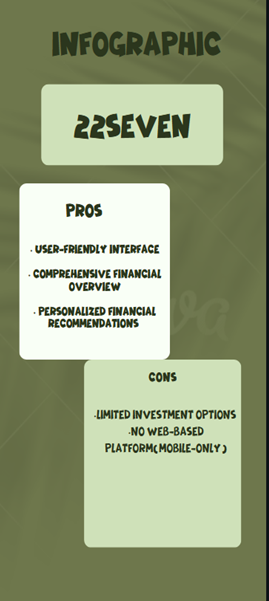 INFOGRAPHIC
22SEVEN
PROS
· USER-FRIENDLY INTERFACE
· COMPREHENSIVE FINANCIAL
OVERVIEW
· PERSONALIZED FINANCIAL
RECOMMENDATIONS
CONS
·LIMITED INVESTMENT OPTIONS
·NO WEB-BASED
PLATFORM(MOBILE-ONLY )